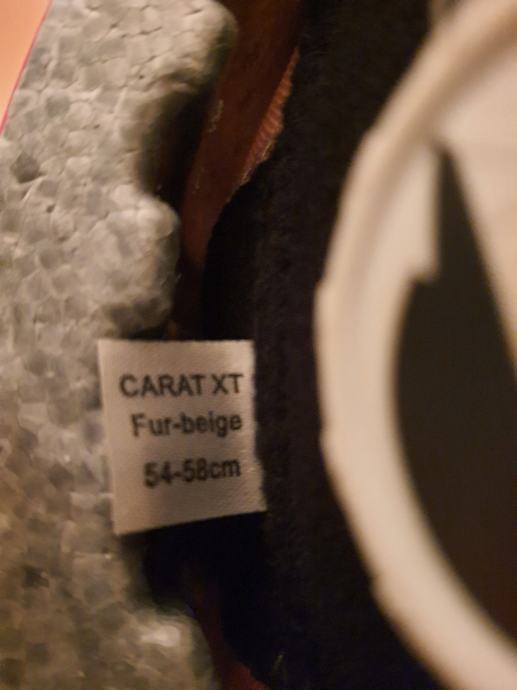 CARAT XT
Fur-beige
54-58cm